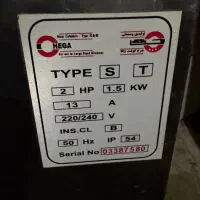 OMEGA
TYPE S T
2 HP 1.5 KW
13 A
220/240 V
INS.CL B
50 Hz IP 54
Serial No 03387580